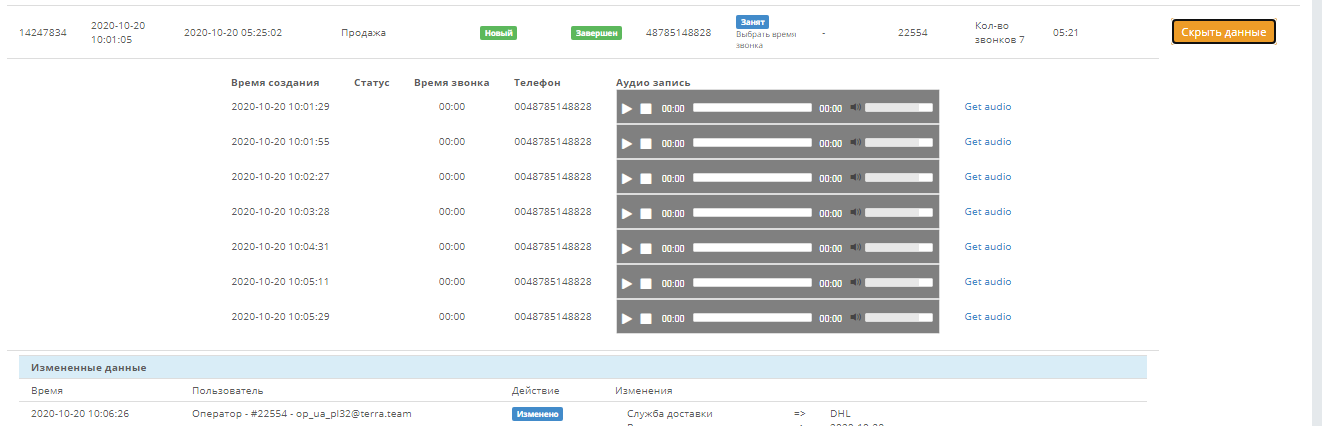 14247834 2020-10-20 10:01:05 2020-10-20 05:25:02 Продажа Новый Завершен 48785148828 Занят Выбрать время звонка - 22554 Кол-во звонков 7 05:21 Скрыть данные
Время создания Статус Время звонка Телефон Аудио запись
2020-10-20 10:01:29 00:00 0048785148828 00:00 00:00 Get audio
2020-10-20 10:01:55 00:00 0048785148828 00:00 00:00 Get audio
2020-10-20 10:02:27 00:00 0048785148828 00:00 00:00 Get audio
2020-10-20 10:03:28 00:00 0048785148828 00:00 00:00 Get audio
2020-10-20 10:04:31 00:00 0048785148828 00:00 00:00 Get audio
2020-10-20 10:05:11 00:00 0048785148828 00:00 00:00 Get audio
2020-10-20 10:05:29 00:00 0048785148828 00:00 00:00 Get audio
Измененные данные
Время Пользователь Действие Изменения
2020-10-20 10:06:26 Оператор - #22554 - op_ua_pl32@terra.team Изменено Служба доставки => DHL